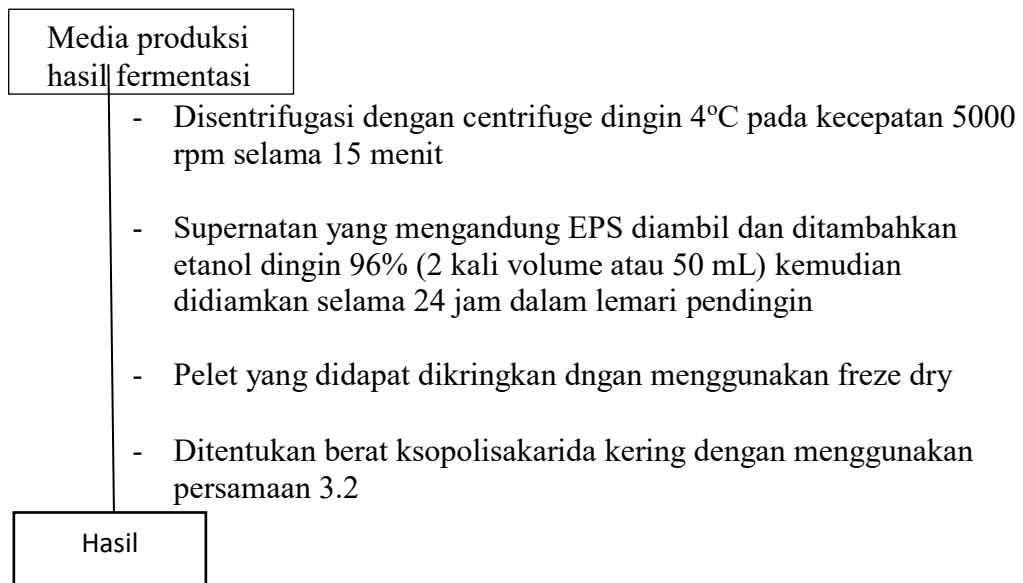 Media produksi
hasil fermentasi
- Disentrifugasi dengan centrifuge dingin 4ºC pada kecepatan 5000
rpm selama 15 menit
- Supernatan yang mengandung EPS diambil dan ditambahkan
etanol dingin 96% (2 kali volume atau 50 mL) kemudian
didiamkan selama 24 jam dalam lemari pendingin
- Pelet yang didapat dikringkan dngan menggunakan freze dry
- Ditentukan berat ksopolisakarida kering dengan menggunakan
persamaan 3.2
Hasil